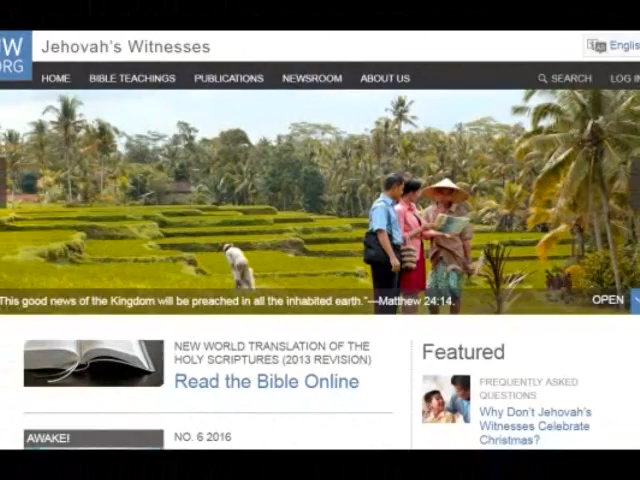 JW Jehovah's Witnesses
.ORG
HOME BIBLE TEACHINGS PUBLICATIONS NEWSROOM ABOUT US SEARCH LOG IN
This good news of the Kingdom will be preached in all the inhabited earth."—Matthew 24:14.
OPEN
NEW WORLD TRANSLATION OF THE
HOLY SCRIPTURES (2013 REVISION)
Read the Bible Online
AWAKE!
NO. 6 2016
Featured
FREQUENTLY ASKED
QUESTIONS
Why Don't Jehovah's
Witnesses Celebrate
Christmas?